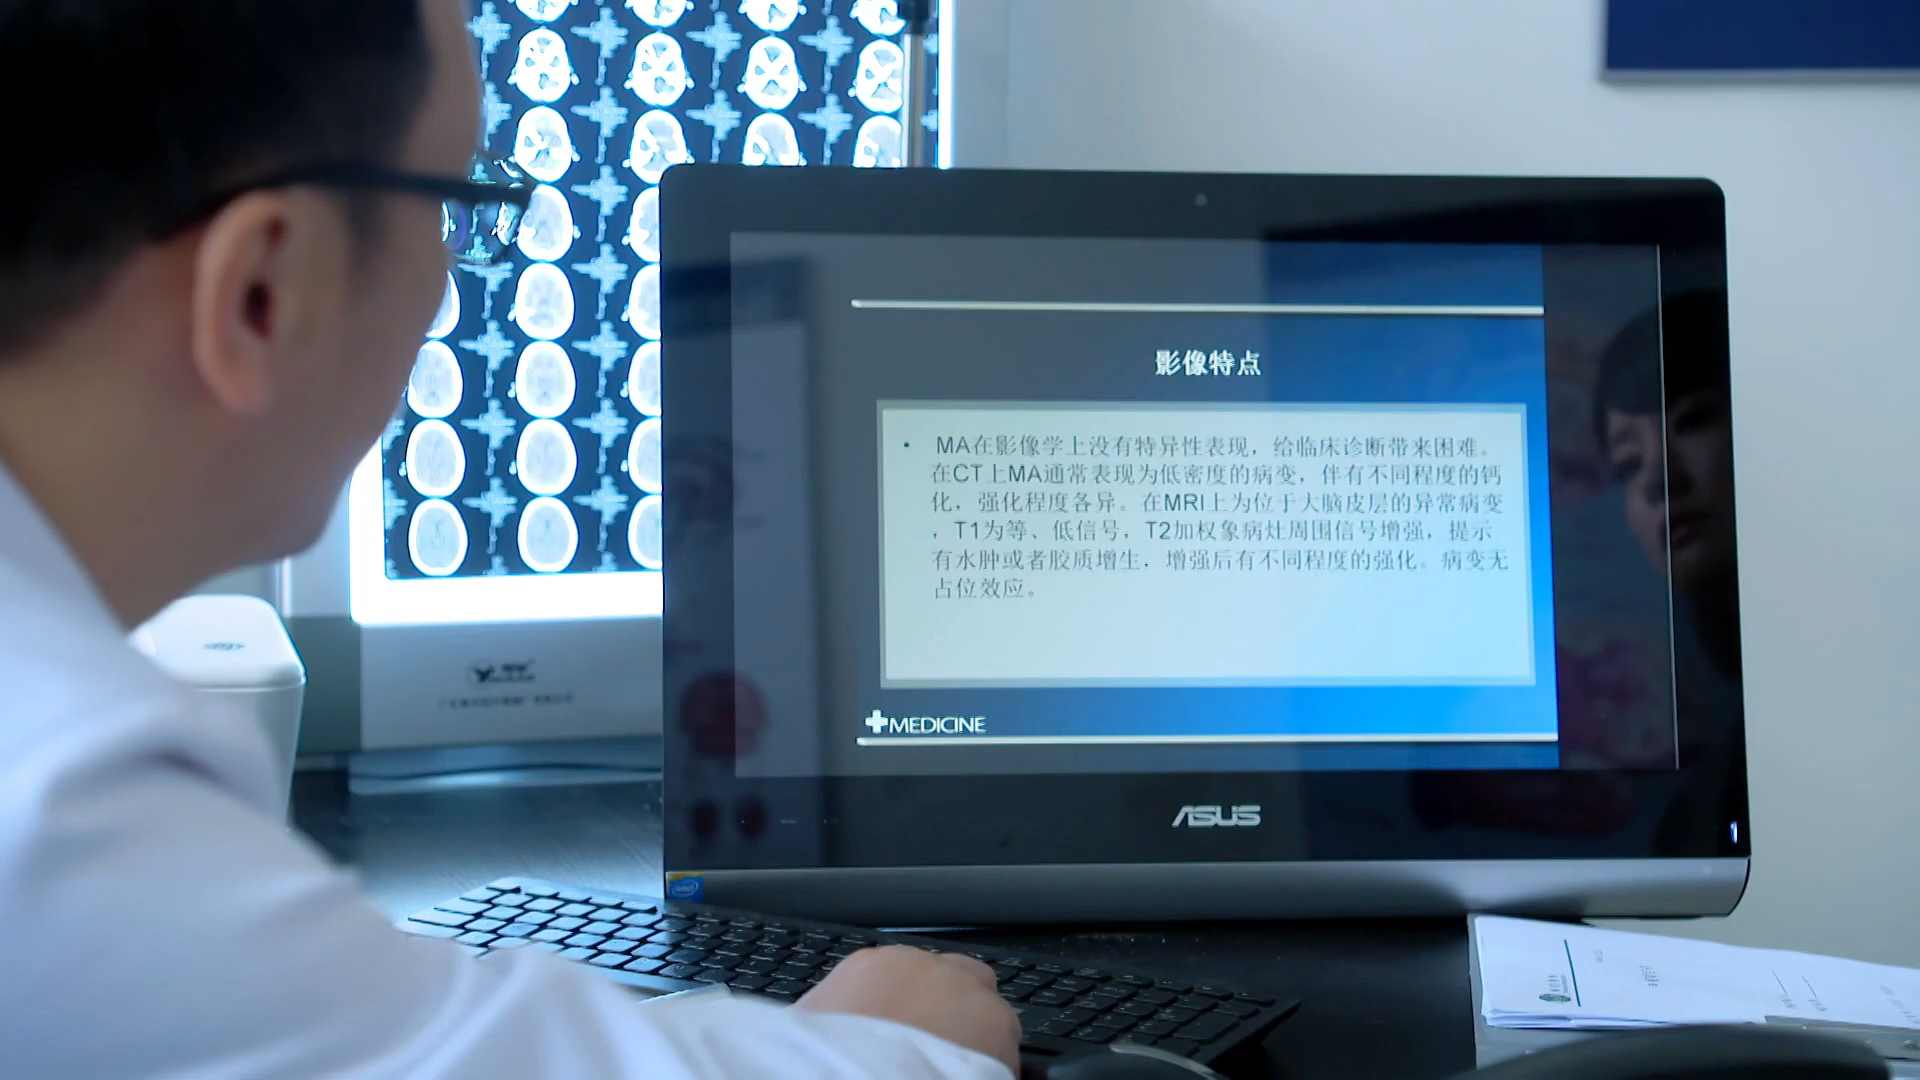 影像特点
• MA在影像学上没有特异性表现，给临床诊断带来困难。
在CT上MA通常表现为低密度的病变，伴有不同程度的钙
化，强化程度各异。在MRI上为位于大脑皮层的异常病变
，T1为等、低信号，T2加权象病灶周围信号增强，提示
有水肿或者胶质增生，增强后有不同程度的强化。病变无
占位效应。
MEDICINE
ASUS
intel